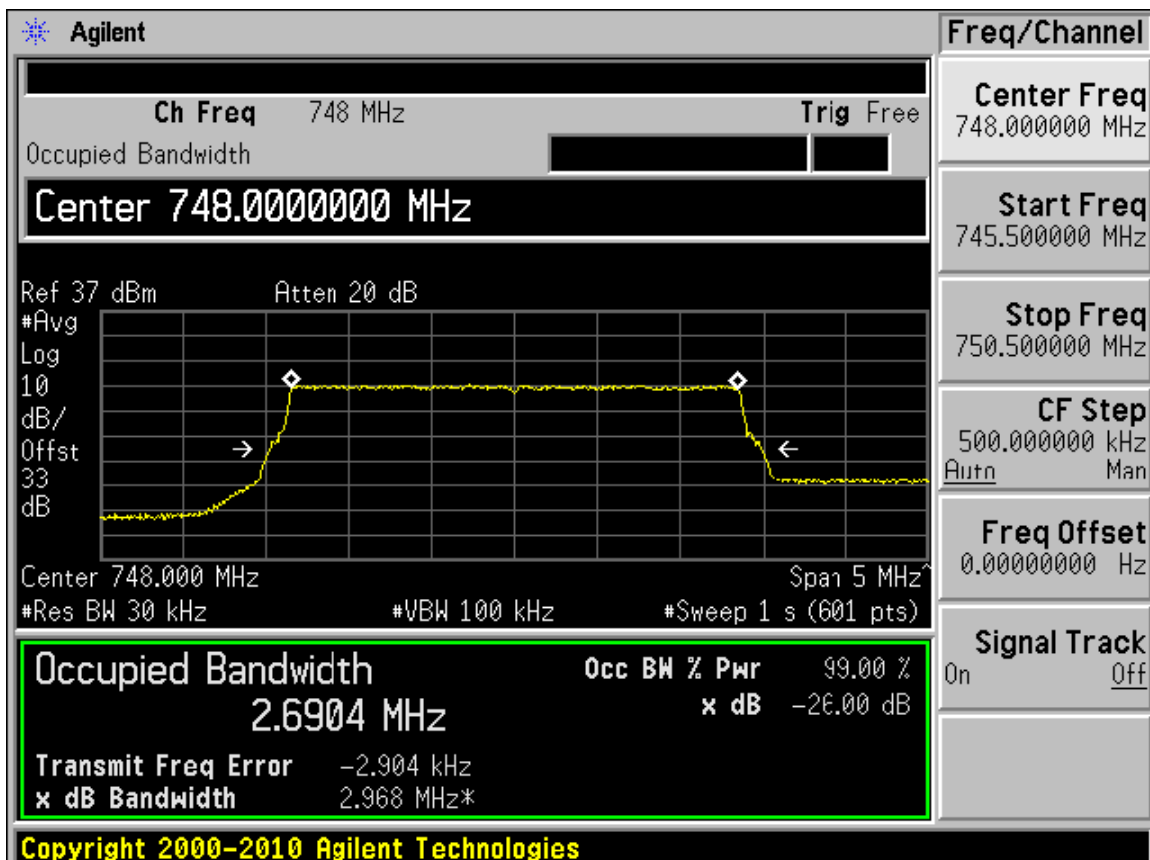 Agilent
Freq/Channel
Ch Freq 748 MHz Trig Free
Occupied Bandwidth
Center 748.0000000 MHz
Ref 37 dBm Atten 20 dB
#Avg
Log
10
dB/
Offst
33
dB
Center 748.000 MHz Span 5 MHz^
#Res BW 30 kHz #VBW 100 kHz #Sweep 1 s (601 pts)
Occupied Bandwidth
2.6904 MHz
Occ BW % Pwr 99.00 %
x dB -26.00 dB
Transmit Freq Error -2.904 kHz
x dB Bandwidth 2.968 MHz*
Copyright 2000-2010 Agilent Technologies
Center Freq
748.000000 MHz
Start Freq
745.500000 MHz
Stop Freq
750.500000 MHz
CF Step
500.000000 kHz
Auto Man
Freq Offset
0.00000000 Hz
Signal Track
On Off